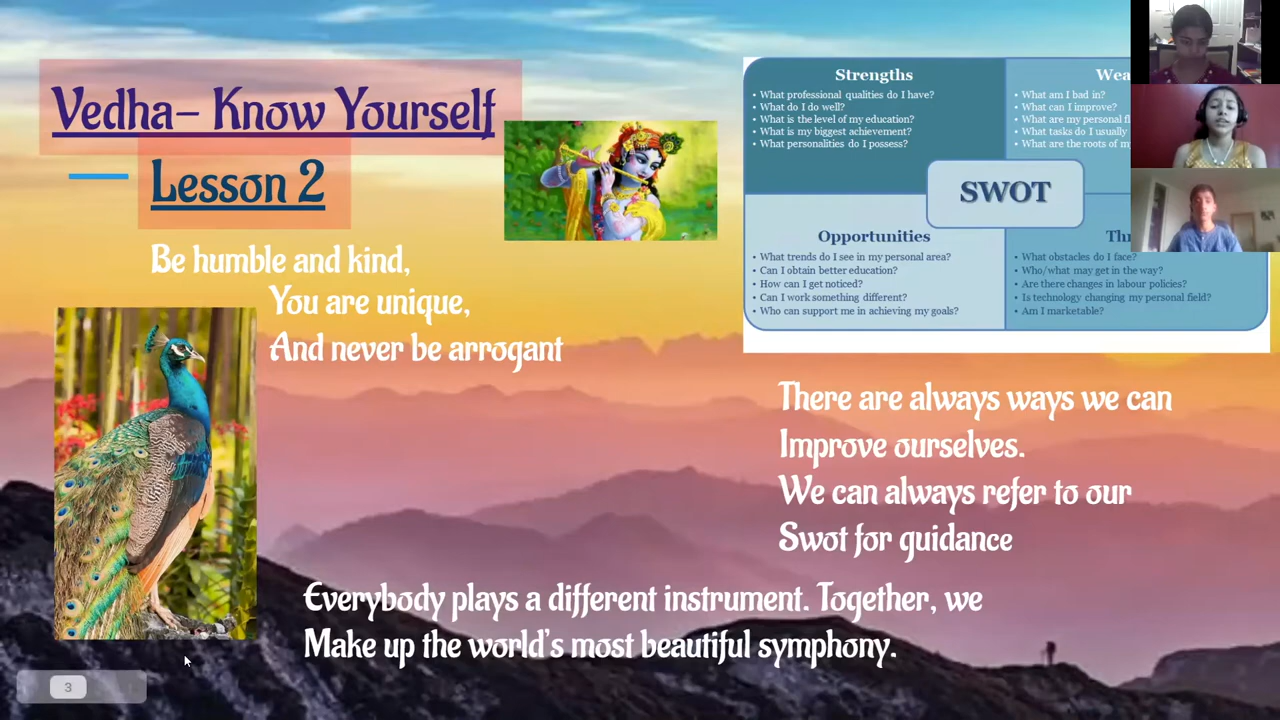 Vedha- Know Yourself
Lesson 2
Be humble and kind,
You are unique,
And never be arrogant
Strengths
• What professional qualities do I have?
• What do I do well?
• What is the level of my education?
• What is my biggest achievement?
• What personalities do I possess?
• What am I bad in?
• What can I improve?
• What are my personal
• What tasks do I usually
• What are the roots of
SWOT
Opportunities
• What trends do I see in my personal area?
• Can I obtain better education?
• How can I get noticed?
• Can I work something different?
• Who can support me in achieving my goals?
• What obstacles do I face?
• Who/what may get in the way?
• Are there changes in labour policies?
• Is technology changing my personal field?
• Am I marketable?
There are always ways we can
Improve ourselves.
We can always refer to our
Swot for guidance
Everybody plays a different instrument. Together, we
Make up the world's most beautiful symphony.
3